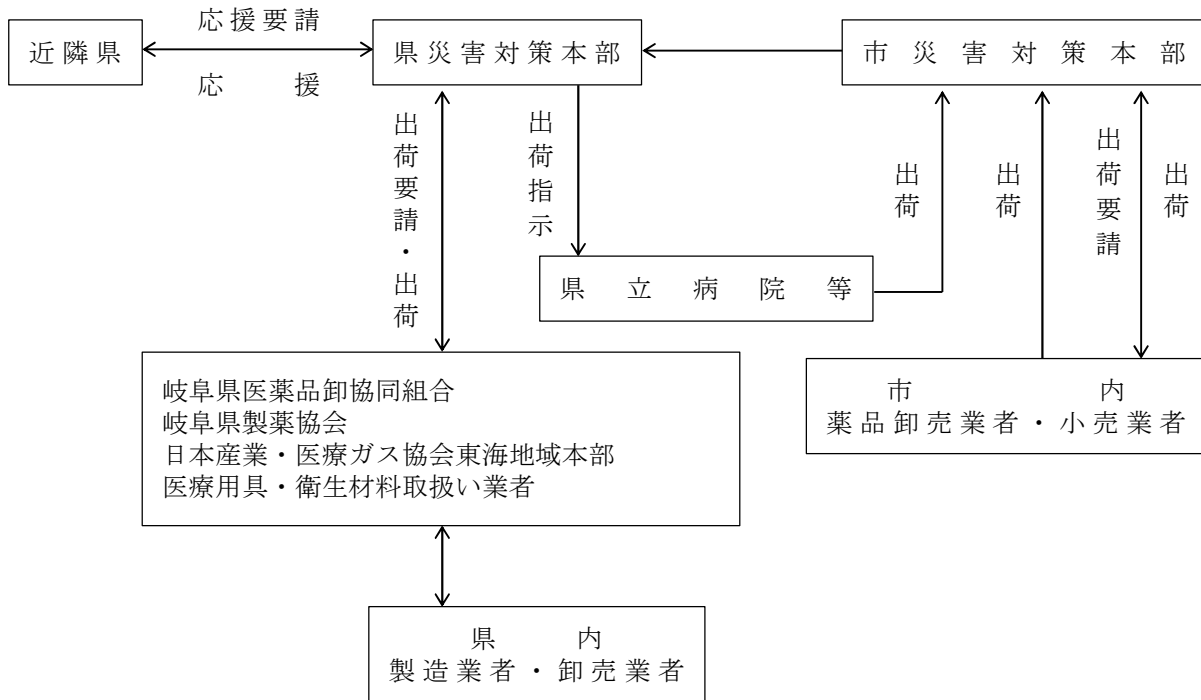 応援要請
近隣県
県災害対策本部
市災害対策本部
応援
出荷要請・出荷
出荷指示
出荷
出荷
出荷要請
出荷
県立病院等
岐阜県医薬品卸協同組合
岐阜県製薬協会
日本産業・医療ガス協会東海地域本部
医療用具・衛生材料取扱い業者
市内
薬品卸売業者・小売業者
県内
製造業者・卸売業者